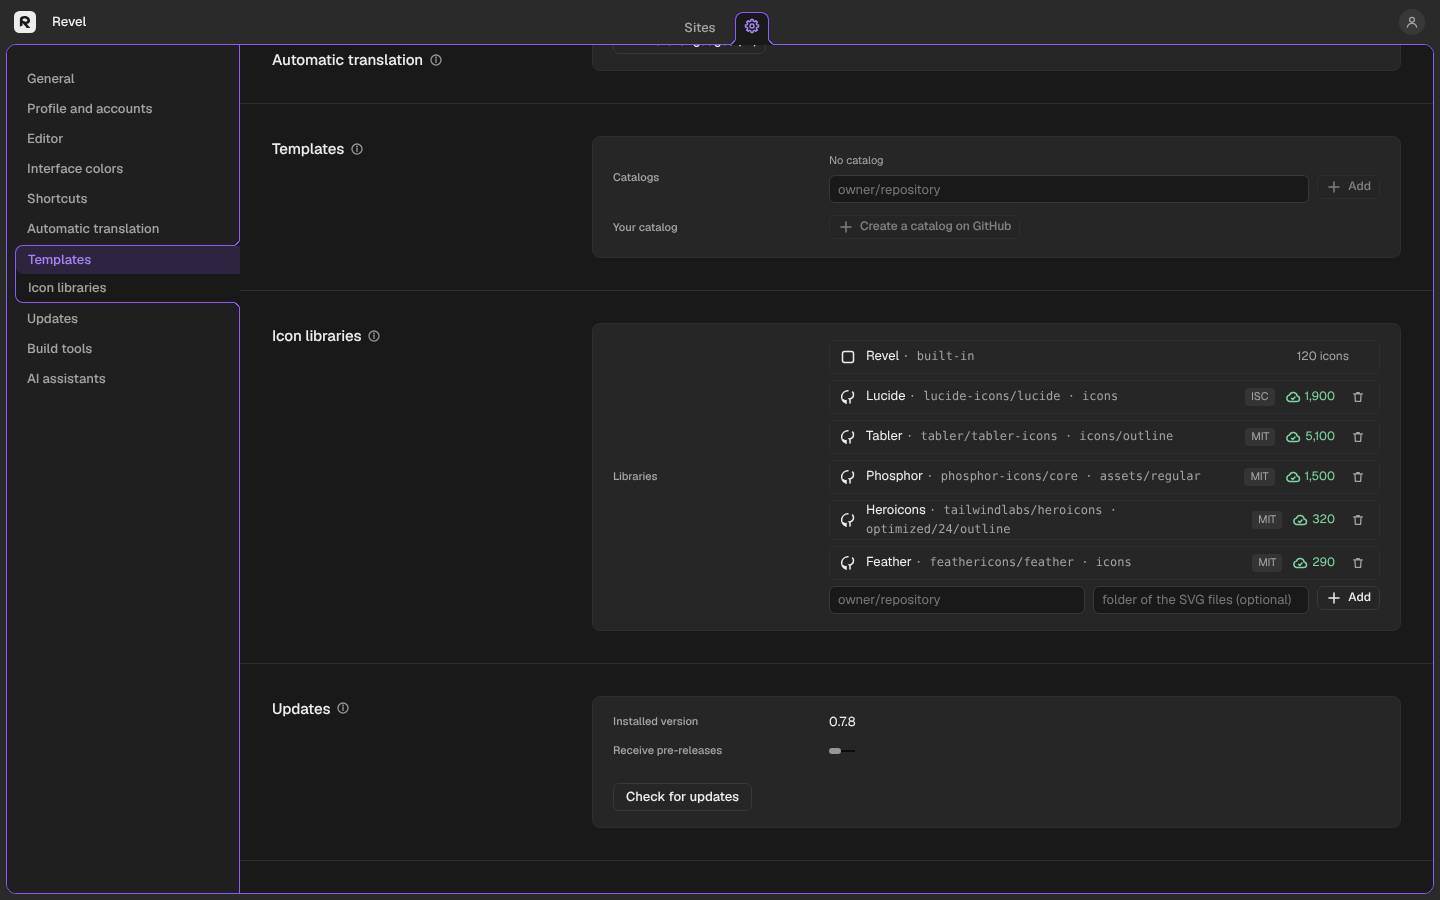 Revel
Sites
General
Profile and accounts
Editor
Interface colors
Shortcuts
Automatic translation
Templates
Icon libraries
Updates
Build tools
AI assistants
Automatic translation
Templates
Catalogs
No catalog
owner/repository
Add
Your catalog
Create a catalog on GitHub
Icon libraries
Libraries
Revel · built-in 120 icons
Lucide · lucide-icons/lucide · icons ISC 1,900
Tabler · tabler/tabler-icons · icons/outline MIT 5,100
Phosphor · phosphor-icons/core · assets/regular MIT 1,500
Heroicons · tailwindlabs/heroicons ·
optimized/24/outline MIT 320
Feather · feathericons/feather · icons MIT 290
owner/repository folder of the SVG files (optional) Add
Updates
Installed version 0.7.8
Receive pre-releases
Check for updates